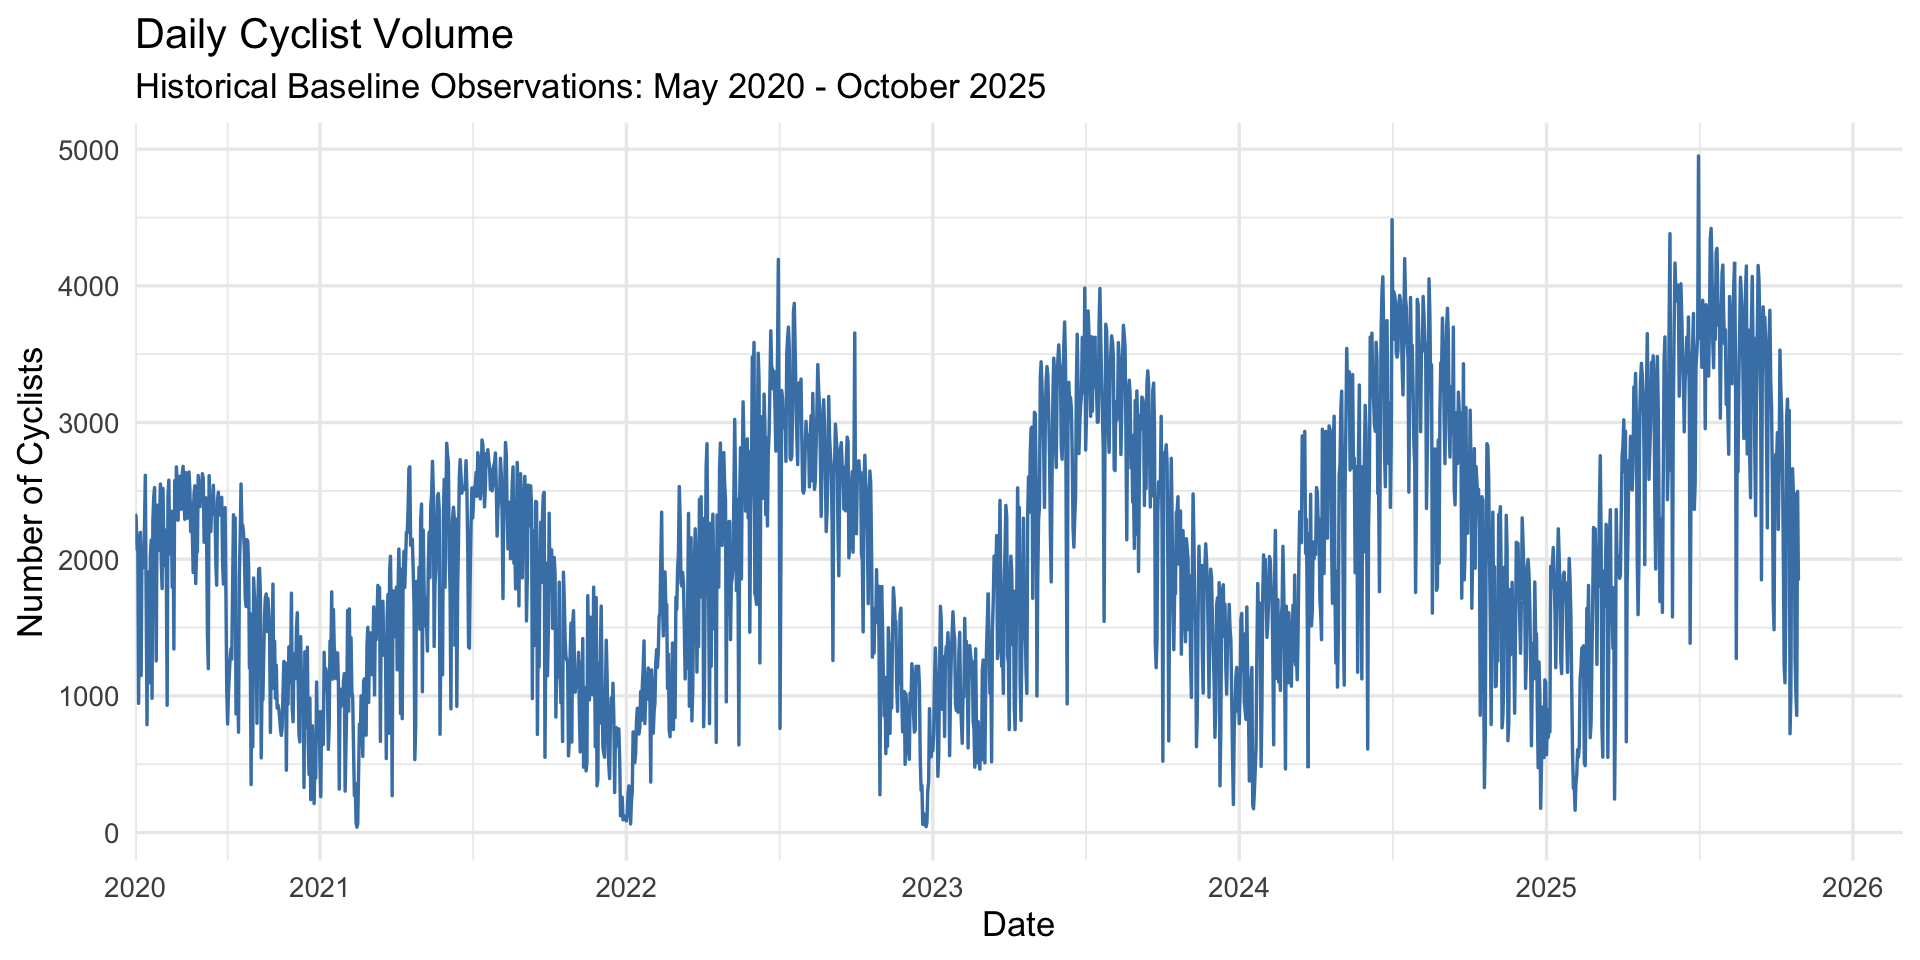 Daily Cyclist Volume
Historical Baseline Observations: May 2020 - October 2025
Number of Cyclists
5000
4000
3000
2000
1000
0
2020 2021 2022 2023 2024 2025 2026
Date